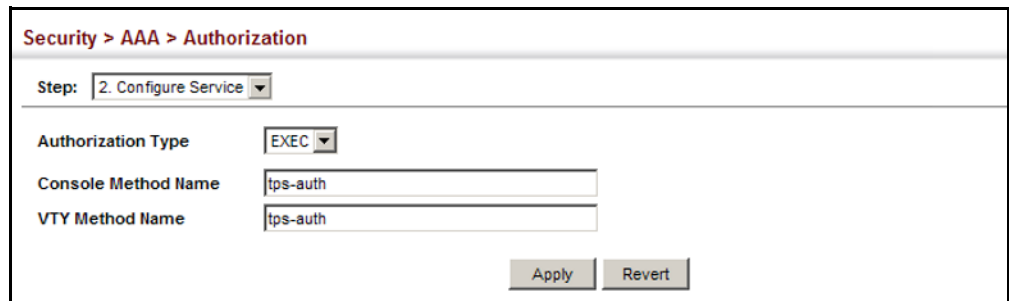 Security > AAA > Authorization
Step: 2. Configure Service
Authorization Type EXEC
Console Method Name tps-auth
VTY Method Name tps-auth
Apply Revert